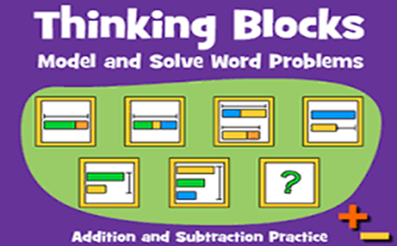 Thinking Blocks
Model and Solve Word Problems
?
Addition and Subtraction Practice